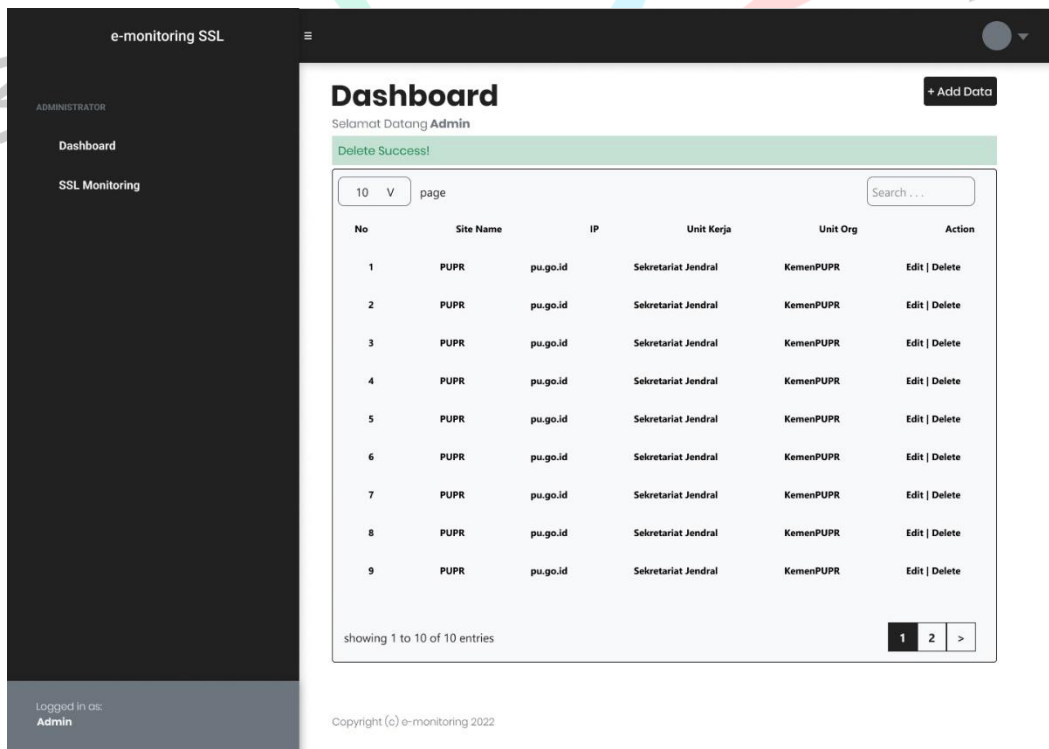 e-monitoring SSL
ADMINISTRATOR
Dashboard
SSL Monitoring
Logged in as:
Admin
Dashboard
+ Add Data
Selamat Datang Admin
Delete Success!
10 V page Search . . .
No Site Name IP Unit Kerja Unit Org Action
1 PUPR pu.go.id Sekretariat Jendral KemenPUPR Edit | Delete
2 PUPR pu.go.id Sekretariat Jendral KemenPUPR Edit | Delete
3 PUPR pu.go.id Sekretariat Jendral KemenPUPR Edit | Delete
4 PUPR pu.go.id Sekretariat Jendral KemenPUPR Edit | Delete
5 PUPR pu.go.id Sekretariat Jendral KemenPUPR Edit | Delete
6 PUPR pu.go.id Sekretariat Jendral KemenPUPR Edit | Delete
7 PUPR pu.go.id Sekretariat Jendral KemenPUPR Edit | Delete
8 PUPR pu.go.id Sekretariat Jendral KemenPUPR Edit | Delete
9 PUPR pu.go.id Sekretariat Jendral KemenPUPR Edit | Delete
showing 1 to 10 of 10 entries 1 2 >
Copyright (c) e-monitoring 2022